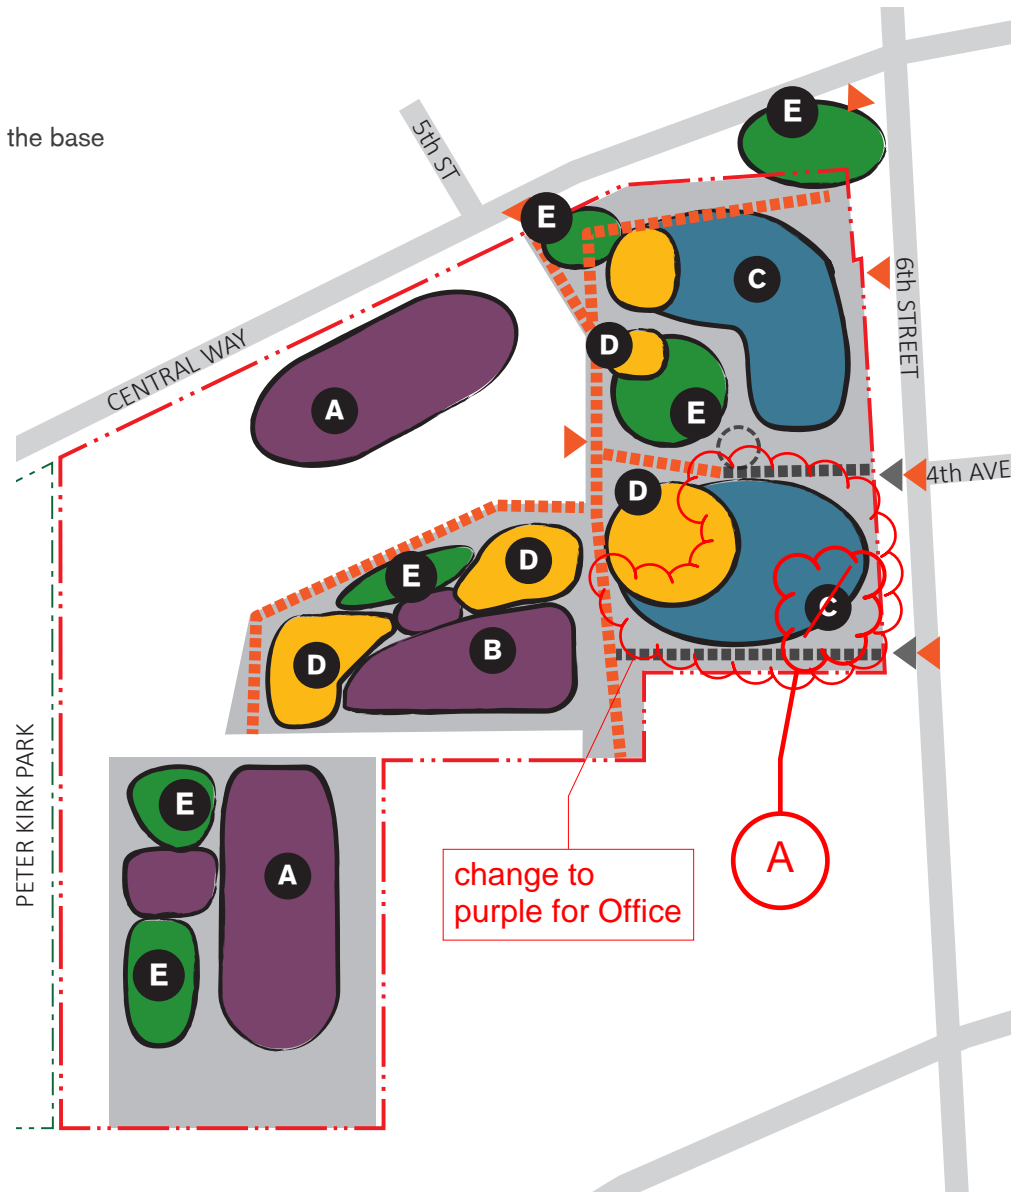 E
the base
5th ST
E
C
6th STREET
D
CENTRAL WAY
A
E
4th AVE
D
D
E
C
B
D
PETER KIRK PARK
E
A
change to
purple for Office
A
E